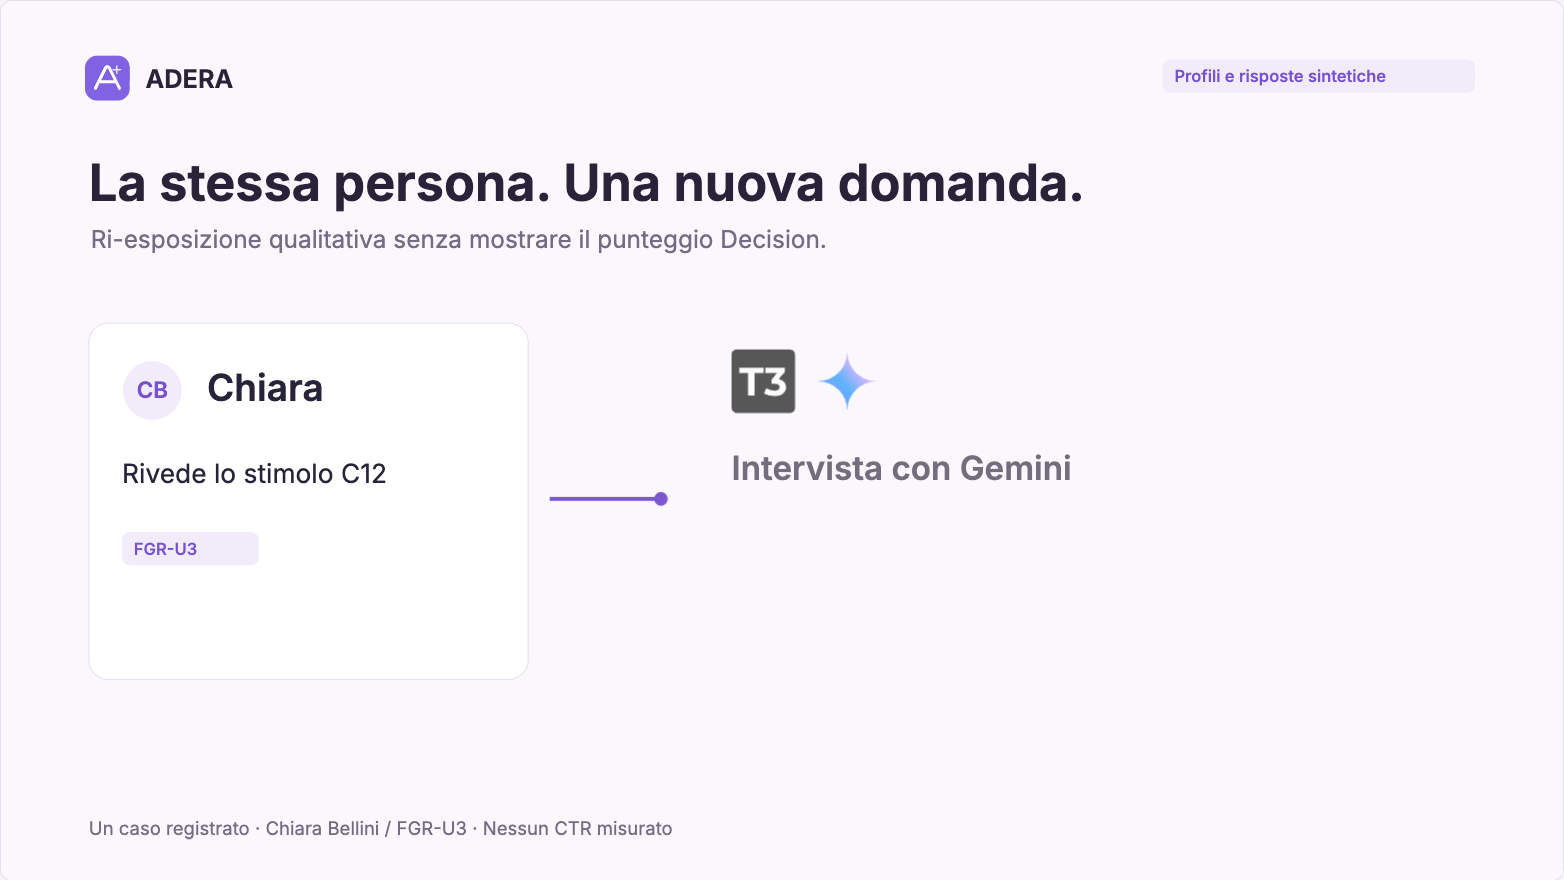 ADERA
Profili e risposte sintetiche
La stessa persona. Una nuova domanda.
Ri-esposizione qualitativa senza mostrare il punteggio Decision.
CB
Chiara
Rivede lo stimolo C12
FGR-U3
T3
Intervista con Gemini
Un caso registrato · Chiara Bellini / FGR-U3 · Nessun CTR misurato